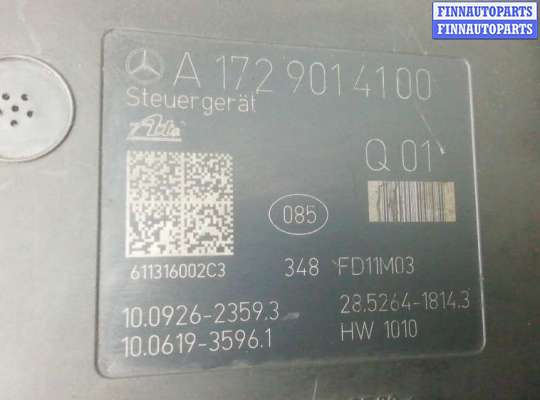 FINNAUTOPARTS
FINNAUTOPARTS
A 172 901 41 00
Steuergerät
Ate
Q 01
085
611316002C3
348 FD11M03
10.0926-2359.3
28.5264-1814.3
10.0619-3596.1
HW 1010